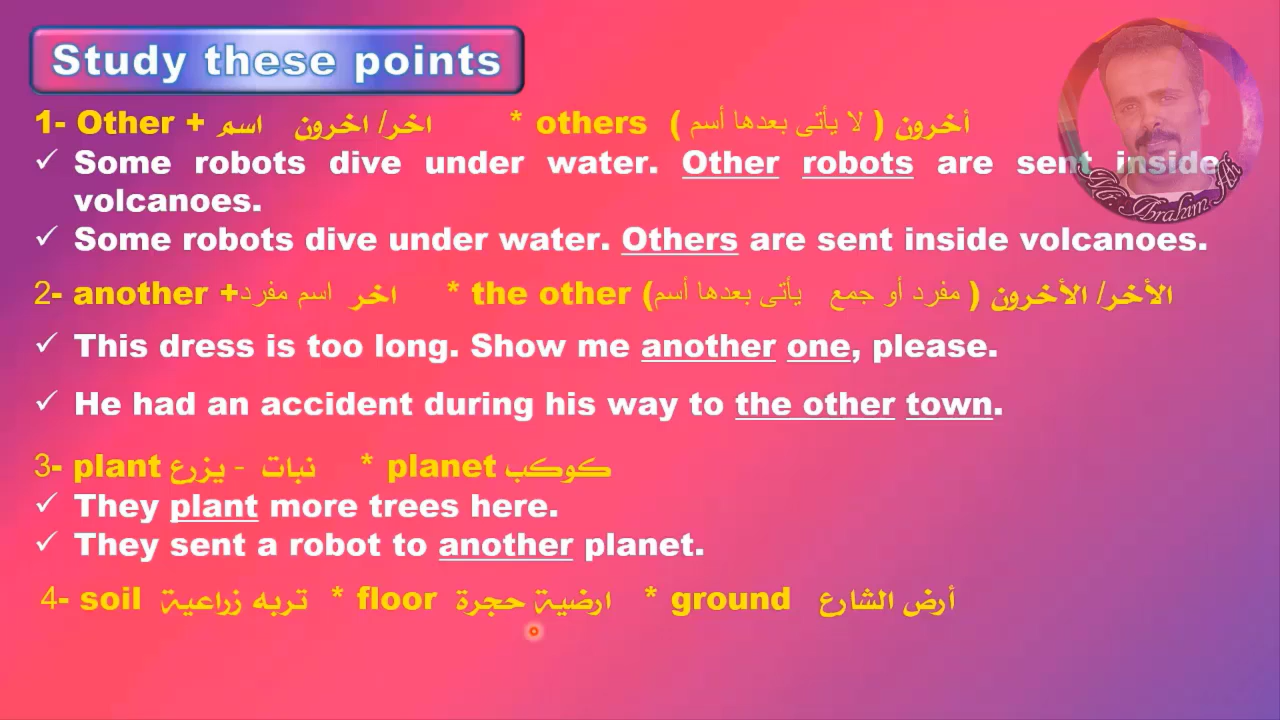 Study these points
1- Other + اسم اخر/ اخرون * others ( لا يأتى بعدها أسم ) أخرون
✓ Some robots dive under water. Other robots are sent inside
volcanoes.
✓ Some robots dive under water. Others are sent inside volcanoes.
2- another +اسم مفرد اخر * the other (مفرد أو جمع يأتى بعدها أسم ) الأخر/ الأخرون
✓ This dress is too long. Show me another one, please.
✓ He had an accident during his way to the other town.
3- plant نبات - يزرع * planet كوكب
✓ They plant more trees here.
✓ They sent a robot to another planet.
4- soil تربه زراعية * floor ارضية حجرة * ground أرض الشارع
Mr. Ibrahim